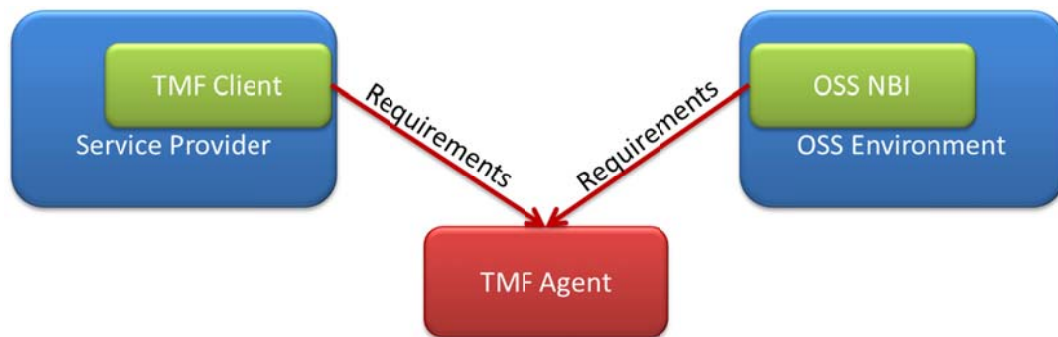 TMF Client
Service Provider
OSS NBI
OSS Environment
Requirements
Requirements
TMF Agent